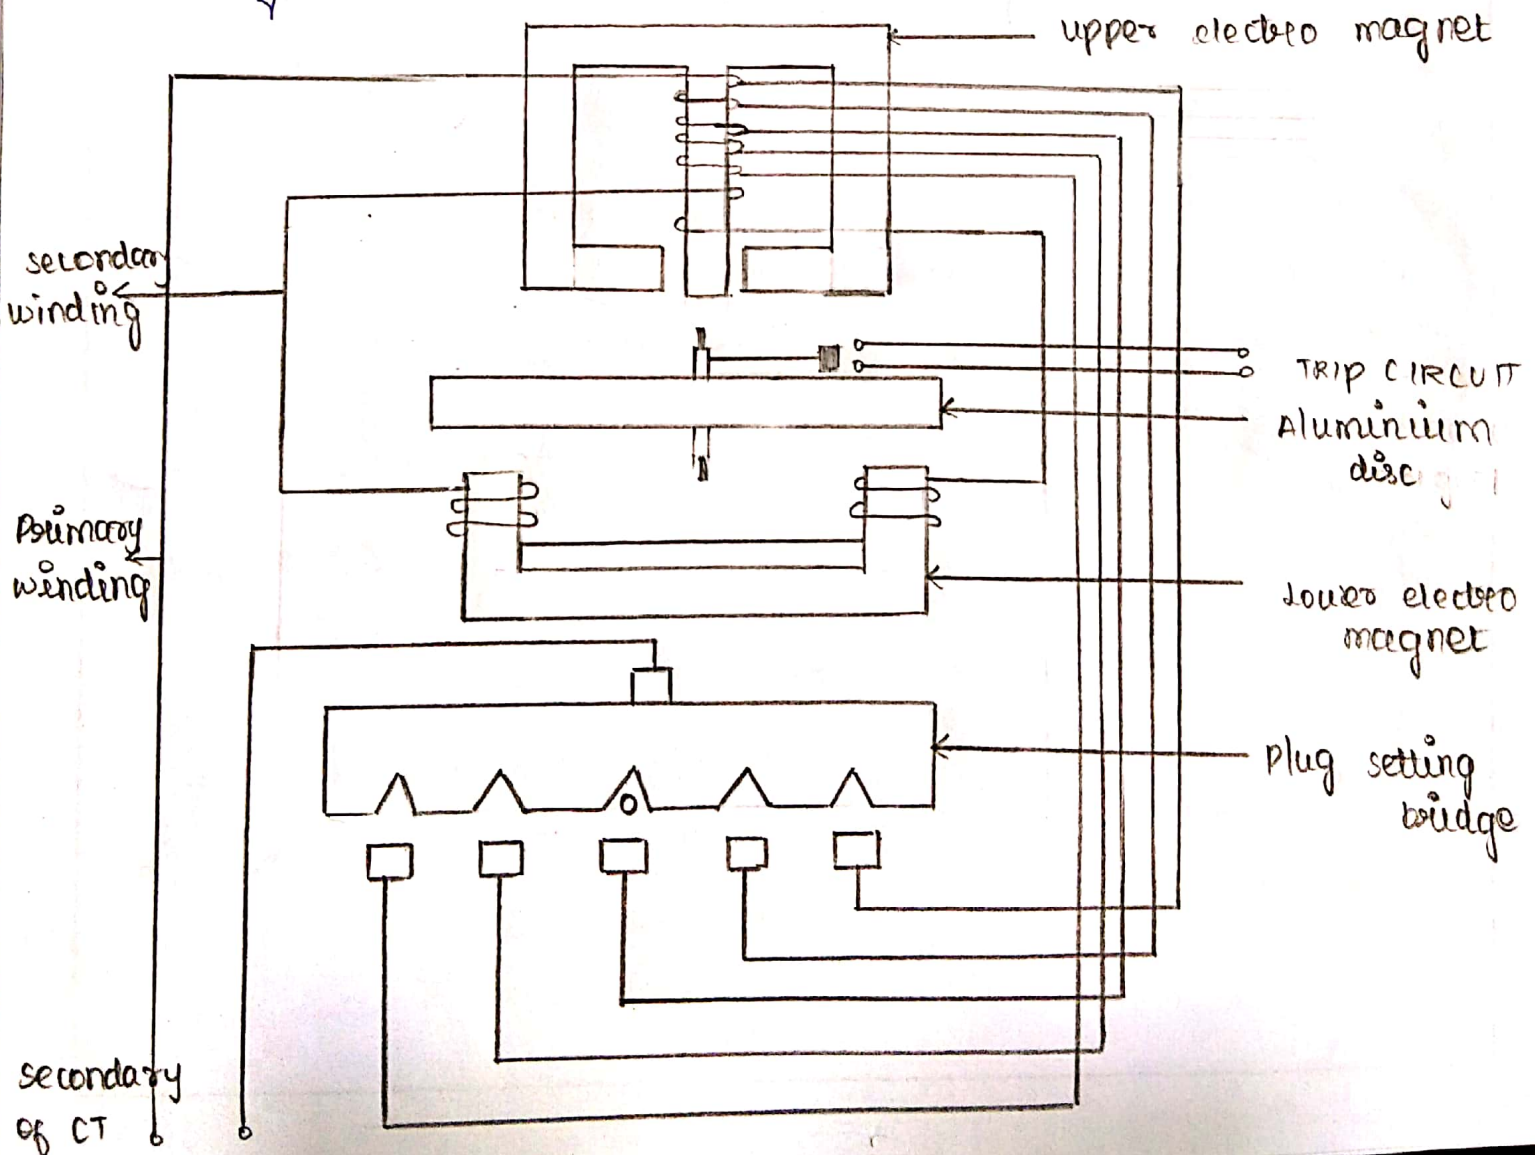 upper electro magnet
secondary
winding
TRIP CIRCUIT
Aluminium
disc
Primary
winding
Lower electro
magnet
Plug setting
bridge
secondary
of CT